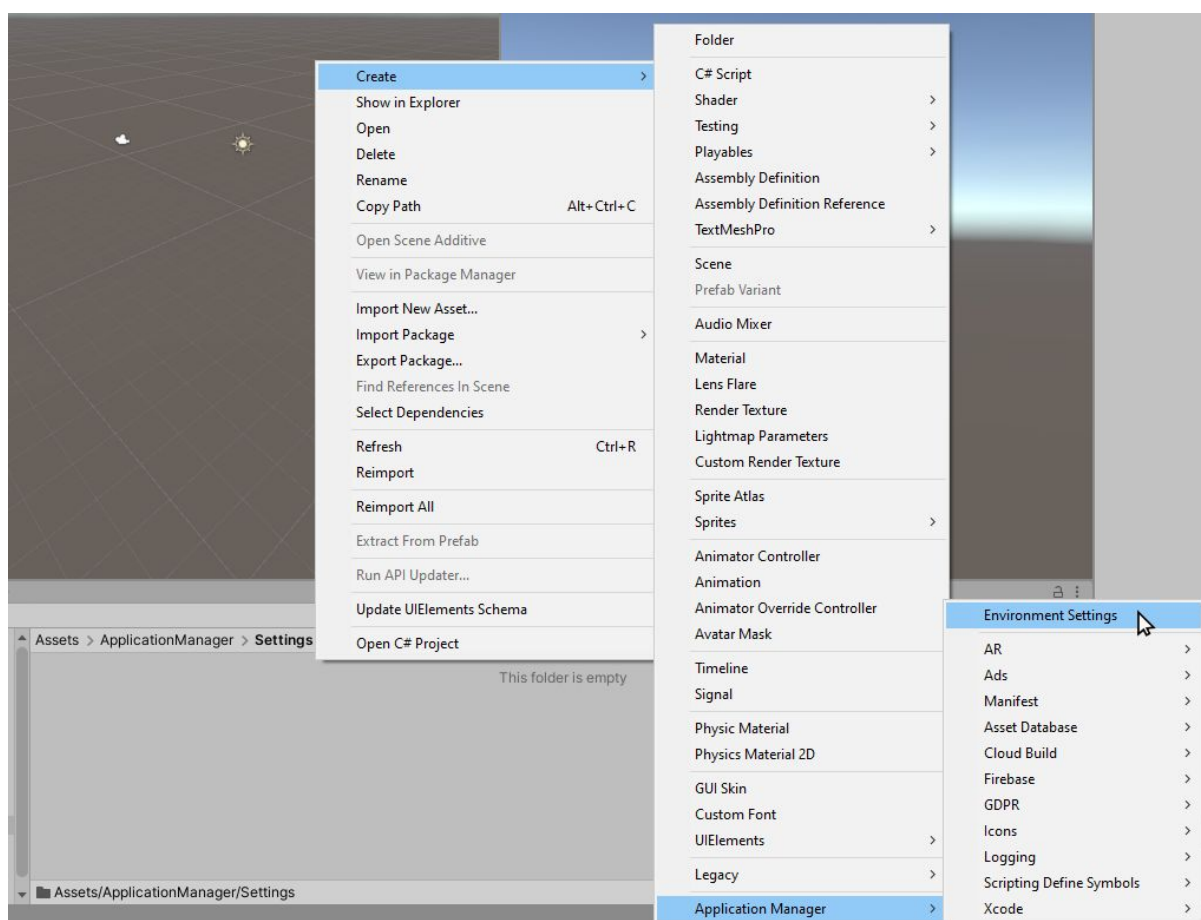 Create
Show in Explorer
Open
Delete
Rename
Copy Path Alt+Ctrl+C
Open Scene Additive
View in Package Manager
Import New Asset...
Import Package
Export Package...
Find References In Scene
Select Dependencies
Refresh Ctrl+R
Reimport
Reimport All
Extract From Prefab
Run API Updater...
Update UIElements Schema
Open C# Project
Folder
C# Script
Shader
Testing
Playables
Assembly Definition
Assembly Definition Reference
TextMeshPro
Scene
Prefab Variant
Audio Mixer
Material
Lens Flare
Render Texture
Lightmap Parameters
Custom Render Texture
Sprite Atlas
Sprites
Animator Controller
Animation
Animator Override Controller
Avatar Mask
Timeline
Signal
Physic Material
Physics Material 2D
GUI Skin
Custom Font
UIElements
Legacy
Application Manager
Environment Settings
AR
Ads
Manifest
Asset Database
Cloud Build
Firebase
GDPR
Icons
Logging
Scripting Define Symbols
Xcode
Assets > ApplicationManager > Settings
This folder is empty
Assets/ApplicationManager/Settings